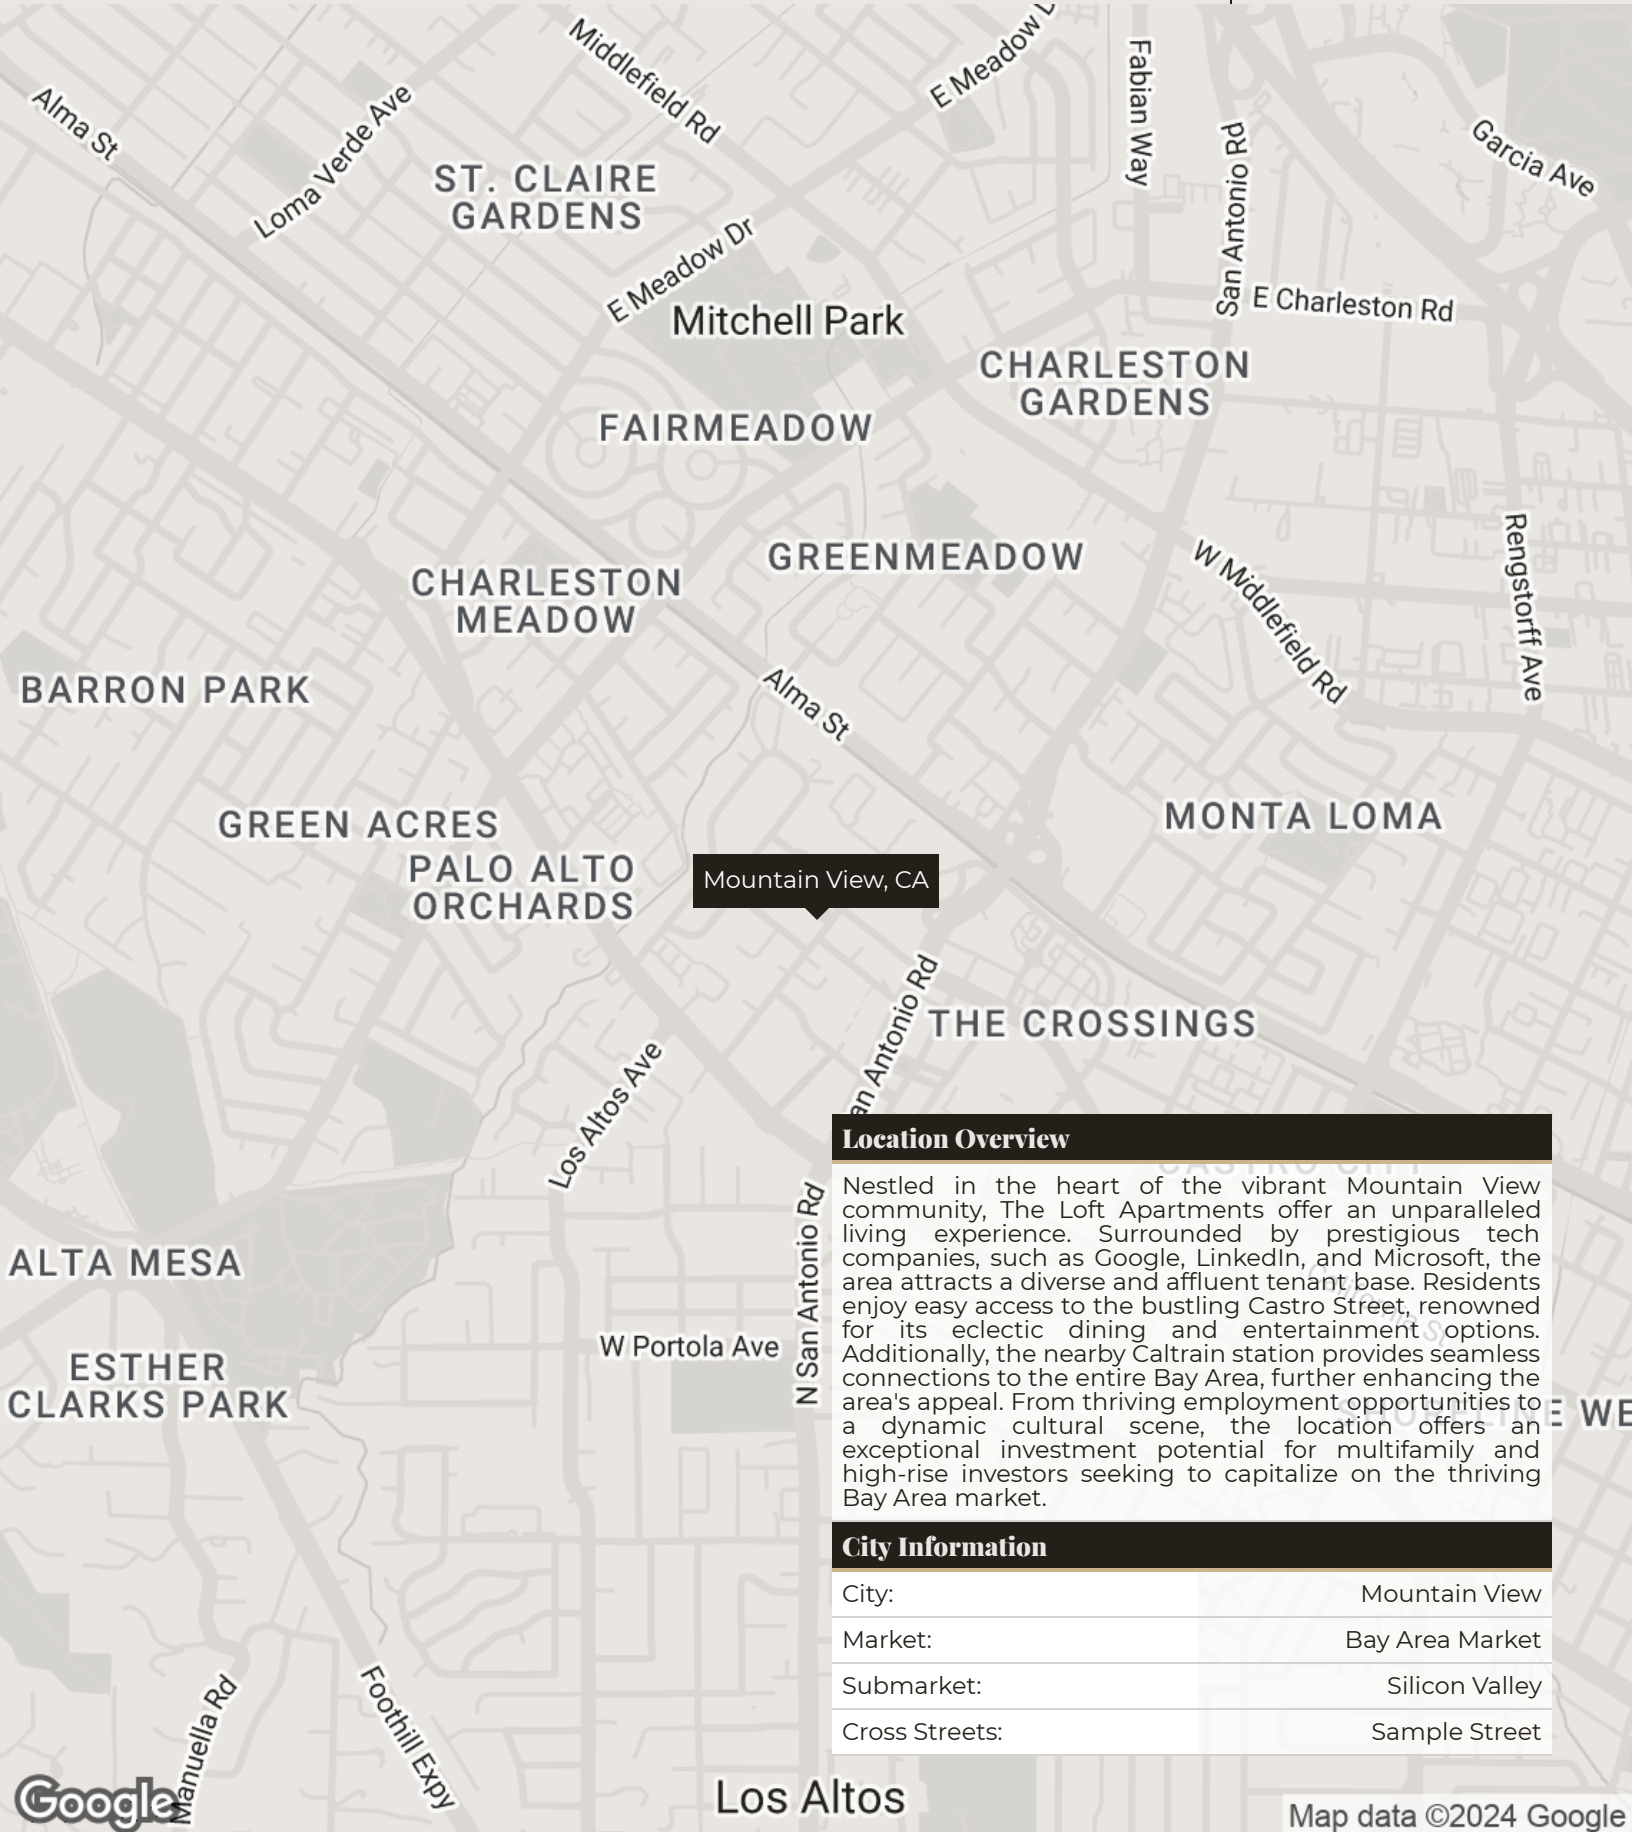 Middlefield Rd
E Meadow D
Fabian Way
Alma St
Loma Verde Ave
San Antonio Rd
Garcia Ave
ST. CLAIRE
GARDENS
E Meadow Dr
Mitchell Park
E Charleston Rd
CHARLESTON
GARDENS
FAIRMEADOW
GREENMEADOW
W Middlefield Rd
Rengstorff Ave
CHARLESTON
MEADOW
BARRON PARK
Alma St
MONTA LOMA
GREEN ACRES
PALO ALTO
ORCHARDS
Mountain View, CA
an Antonio Rd
THE CROSSINGS
Los Altos Ave
Location Overview
CASTRO CITY
Nestled in the heart of the vibrant Mountain View
community, The Loft Apartments offer an unparalleled
living experience. Surrounded by prestigious tech
companies, such as Google, LinkedIn, and Microsoft, the
area attracts a diverse and affluent tenant base. Residents
enjoy easy access to the bustling Castro Street, renowned
for its eclectic dining and entertainment options.
Additionally, the nearby Caltrain station provides seamless
connections to the entire Bay Area, further enhancing the
area's appeal. From thriving employment opportunities to
a dynamic cultural scene, the location offers an
exceptional investment potential for multifamily and
high-rise investors seeking to capitalize on the thriving
Bay Area market.
California St
SHORELINE WE
N San Antonio Rd
ALTA MESA
W Portola Ave
ESTHER
CLARKS PARK
City Information
City: Mountain View
Market: Bay Area Market
Submarket: Silicon Valley
Cross Streets: Sample Street
Manuella Rd
Foothill Expy
Los Altos
Google
Map data ©2024 Google